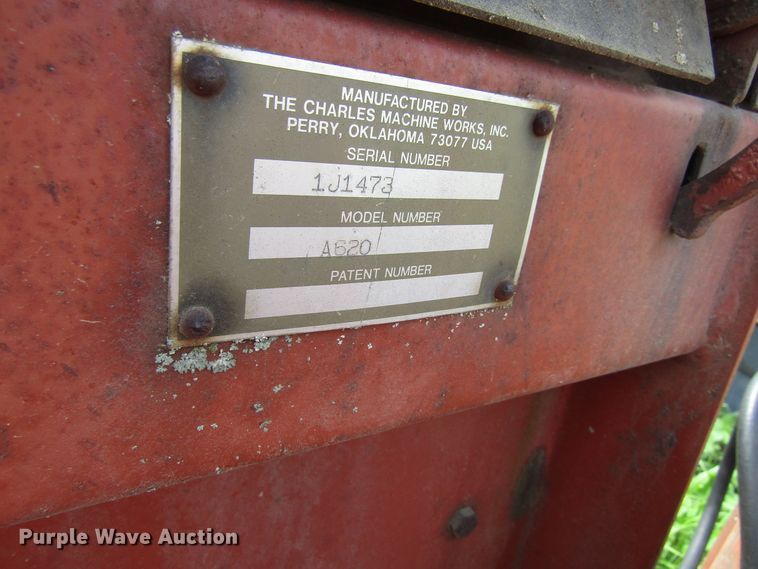 MANUFACTURED BY
THE CHARLES MACHINE WORKS, INC.
PERRY, OKLAHOMA 73077 USA
SERIAL NUMBER
1J1473
MODEL NUMBER
A620
PATENT NUMBER
Purple Wave Auction